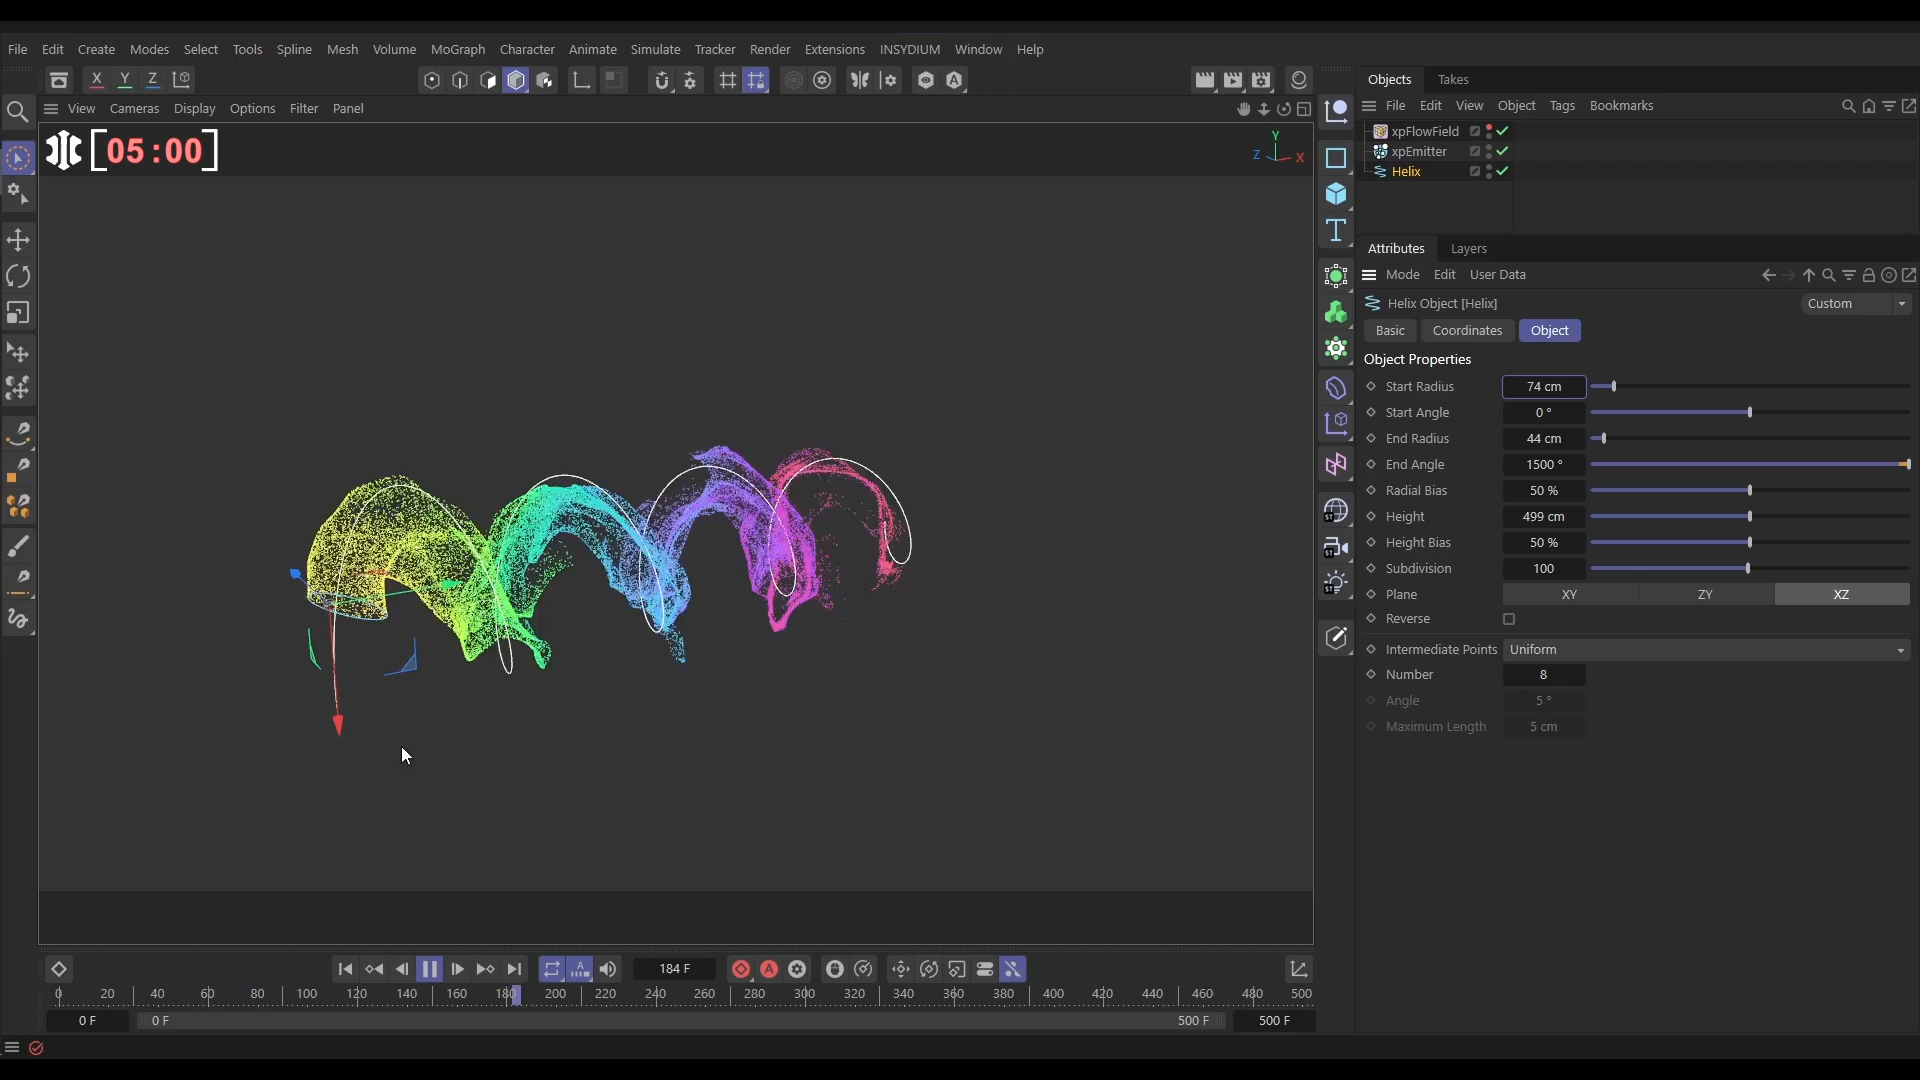 File Edit Create Modes Select Tools Spline Mesh Volume MoGraph Character Animate Simulate Tracker Render Extensions INSYDIUM Window Help
X Y Z
View Cameras Display Options Filter Panel
[05:00]
Y
Z X
Objects Takes
File Edit View Object Tags Bookmarks
xpFlowField
xpEmitter
Helix
Attributes Layers
Mode Edit User Data
Helix Object [Helix] Custom
Basic Coordinates Object
Object Properties
Start Radius 74 cm
Start Angle 0 °
End Radius 44 cm
End Angle 1500 °
Radial Bias 50 %
Height 499 cm
Height Bias 50 %
Subdivision 100
Plane XY ZY XZ
Reverse
Intermediate Points Uniform
Number 8
Angle 5 °
Maximum Length 5 cm
184 F
0 20 40 60 80 100 120 140 160 180 200 220 240 260 280 300 320 340 360 380 400 420 440 460 480 500
0 F 0 F 500 F 500 F